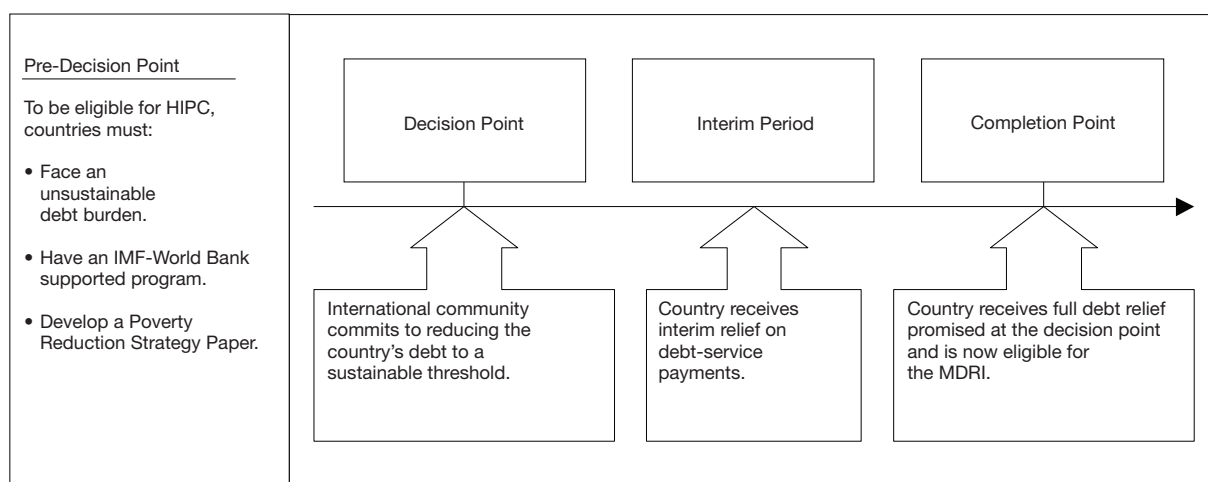 Pre-Decision Point
To be eligible for HIPC,
countries must:
• Face an
unsustainable
debt burden.
• Have an IMF-World Bank
supported program.
• Develop a Poverty
Reduction Strategy Paper.
Decision Point
Interim Period
Completion Point
International community
commits to reducing the
country’s debt to a
sustainable threshold.
Country receives
interim relief on
debt-service
payments.
Country receives full debt relief
promised at the decision point
and is now eligible for
the MDRI.